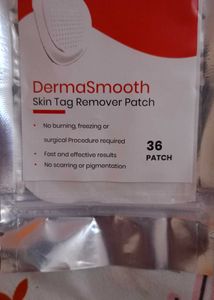 DermaSmooth
Skin Tag Remover Patch
• No burning, freezing or
surgical Procedure required
• Fast and effective results
• No scarring or pigmentation
36
PATCH